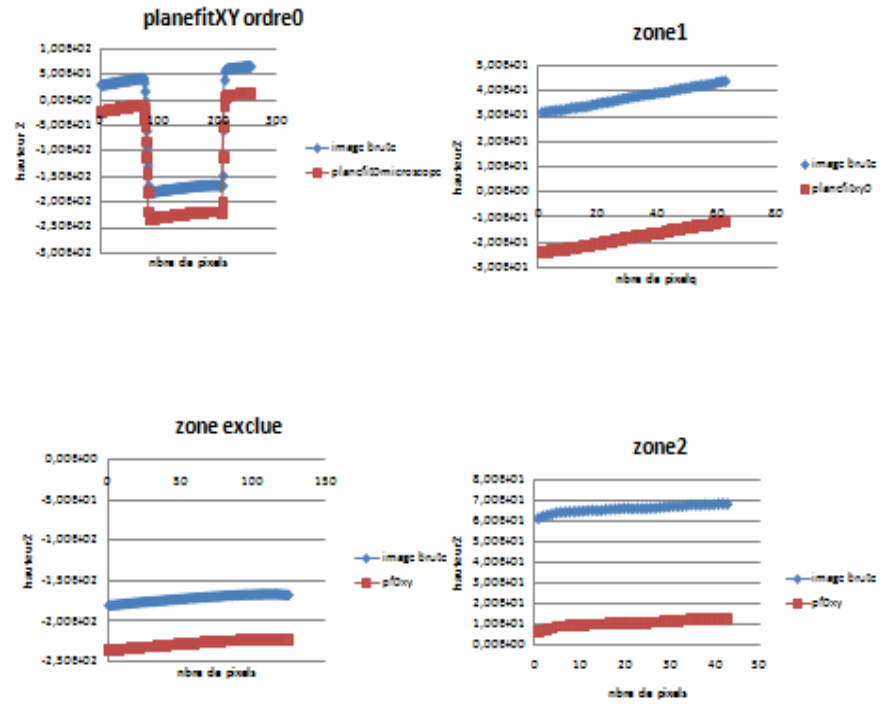 planefitXY ordre0
1,00E+02
5,00E+01
0,00E+00
-5,00E+01
-1,00E+02
-1,50E+02
-2,00E+02
-2,50E+02
-3,00E+02
0 100 200 300
hauteur Z
nbre de pixels
image brute
planefit0microscope
zone1
5,00E+01
4,00E+01
3,00E+01
2,00E+01
1,00E+01
0,00E+00
-1,00E+01
-2,00E+01
-3,00E+01
0 20 40 60 80
hauteurZ
nbre de pixelq
image brute
planefitxy0
zone exclue
0,00E+00
-5,00E+01
-1,00E+02
-1,50E+02
-2,00E+02
-2,50E+02
0 50 100 150
hauteurZ
nbre de pixels
image brute
pf0xy
zone2
8,00E+01
7,00E+01
6,00E+01
5,00E+01
4,00E+01
3,00E+01
2,00E+01
1,00E+01
0,00E+00
0 10 20 30 40 50
hauteurZ
nbre de pixels
image brute
pf0xy